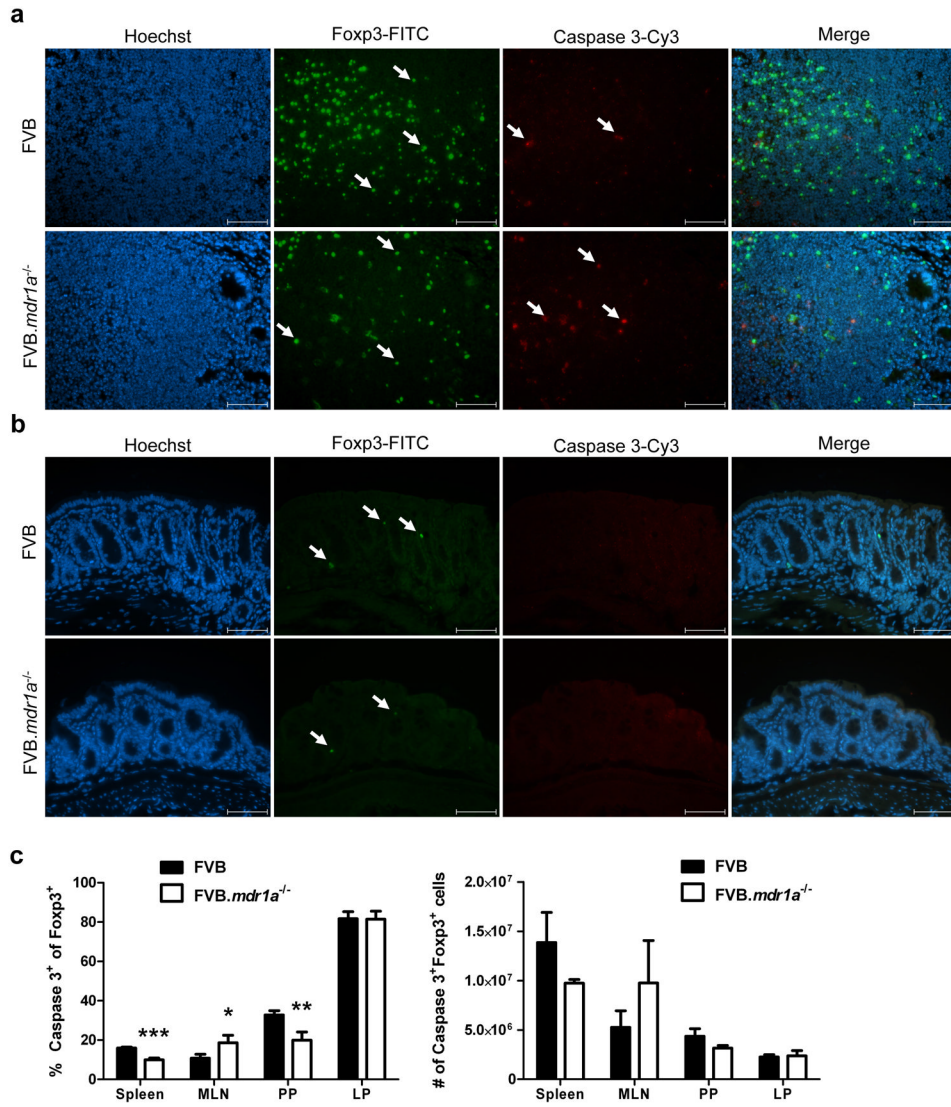 a
Hoechst Foxp3-FITC Caspase 3-Cy3 Merge
FVB
FVB.mdr1a-/-
b
Hoechst Foxp3-FITC Caspase 3-Cy3 Merge
FVB
FVB.mdr1a-/-
c
FVB
FVB.mdr1a-/-
% Caspase 3+ of Foxp3+
100
80
60
40
20
0
***
*
**
Spleen MLN PP LP
FVB
FVB.mdr1a-/-
# of Caspase 3+Foxp3+ cells
2.0×10^7
1.5×10^7
1.0×10^7
5.0×10^6
0
Spleen MLN PP LP